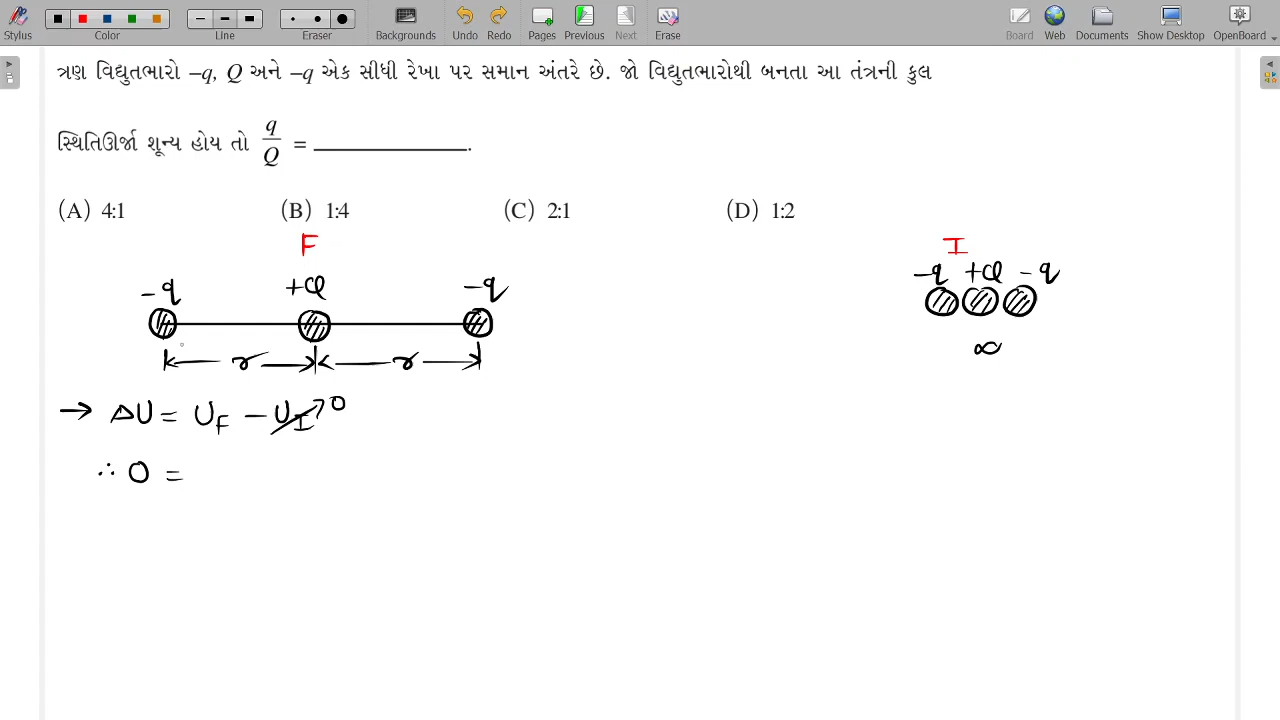 Stylus Color Line Eraser Backgrounds Undo Redo Pages Previous Next Erase Board Web Documents Show Desktop OpenBoard
ત્રણ વિદ્યુતભારો –q, Q અને –q એક સીધી રેખા પર સમાન અંતરે છે. જો વિદ્યુતભારોથી બનતા આ તંત્રની કુલ
સ્થિતિઊર્જા શૂન્ય હોય તો q/Q = ____________.
(A) 4:1 (B) 1:4 (C) 2:1 (D) 1:2
F I
-q +Q -q -q +Q -q
r r ∞
→ ΔU = U_F - U_I ↗ 0
∴ 0 =